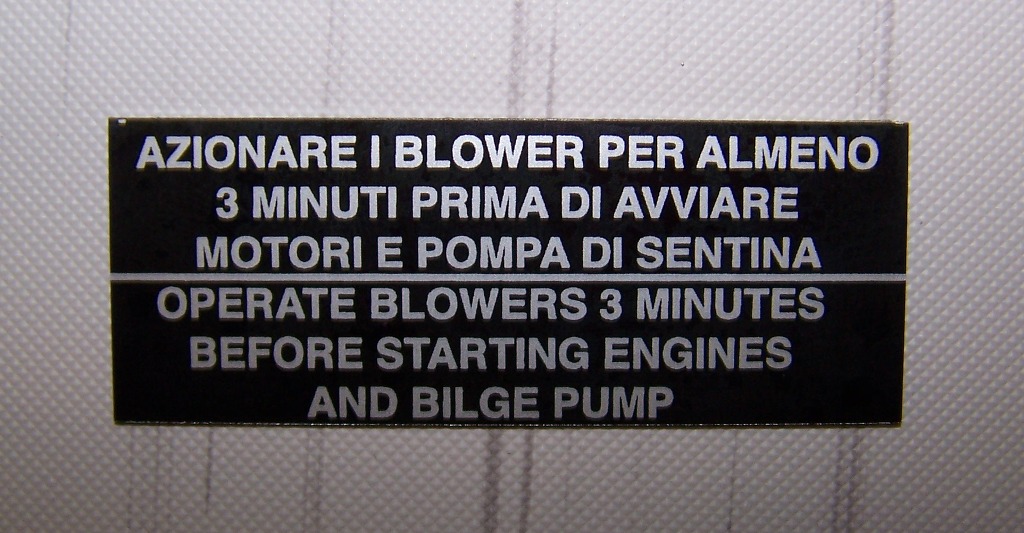 AZIONARE I BLOWER PER ALMENO
3 MINUTI PRIMA DI AVVIARE
MOTORI E POMPA DI SENTINA
OPERATE BLOWERS 3 MINUTES
BEFORE STARTING ENGINES
AND BILGE PUMP